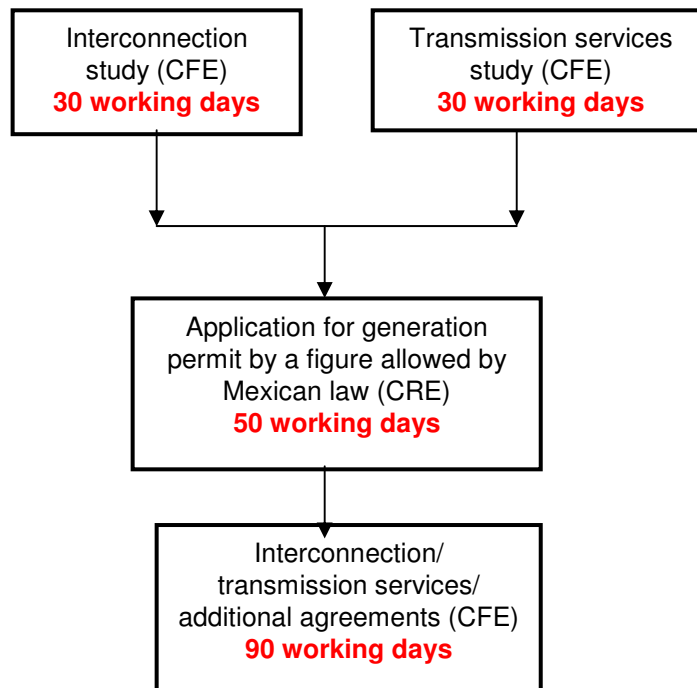 Interconnection
study (CFE)
30 working days
Transmission services
study (CFE)
30 working days
Application for generation
permit by a figure allowed by
Mexican law (CRE)
50 working days
Interconnection/
transmission services/
additional agreements (CFE)
90 working days